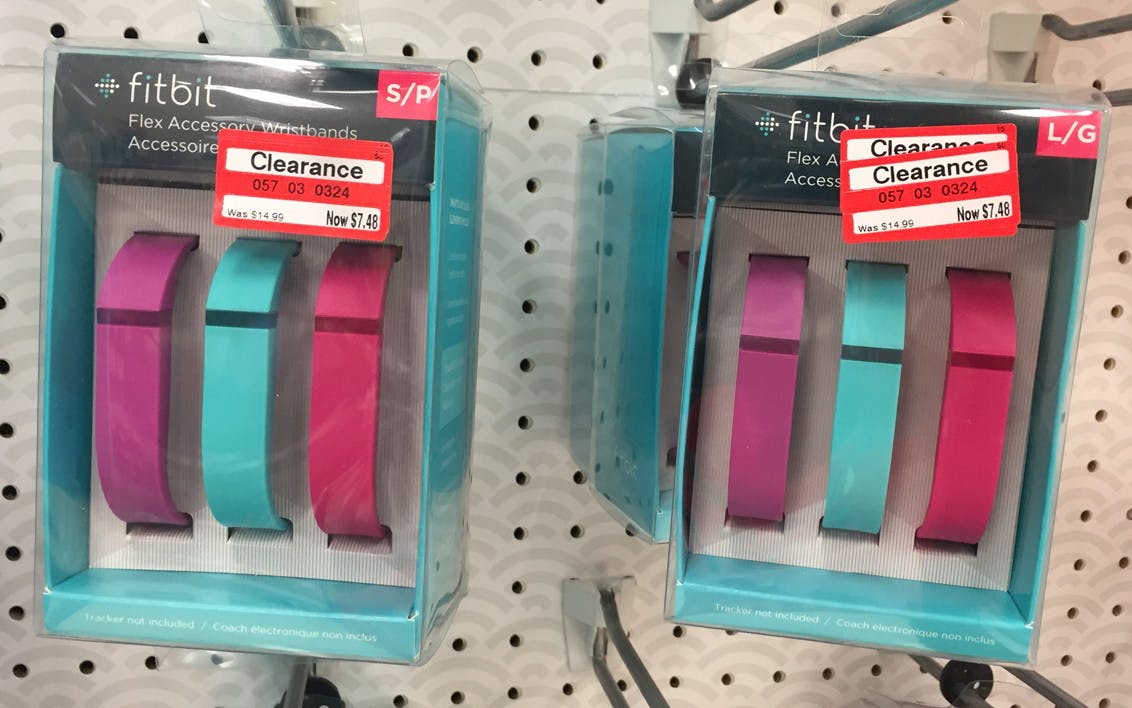 fitbit
S/P
Flex Accessory Wristbands
Accessoire
Clearance
057 03 0324
Was $14.99
Now $7.48
Tracker not included / Coach électronique non inclus
fitbit
L/G
Flex A
Access
Clearance
Clearance
057 03 0324
Was $14.99
Now $7.48
Tracker not included / Coach électronique non inclus